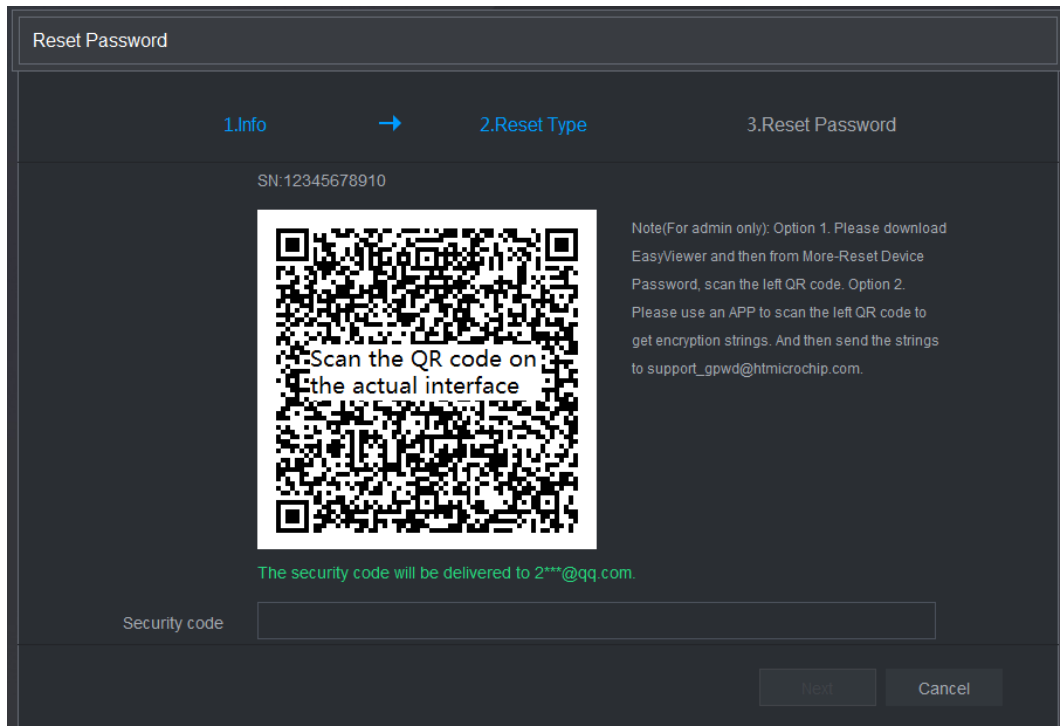 Reset Password
1.Info → 2.Reset Type 3.Reset Password
SN:12345678910
Scan the QR code on
the actual interface
Note(For admin only): Option 1. Please download
EasyViewer and then from More-Reset Device
Password, scan the left QR code. Option 2.
Please use an APP to scan the left QR code to
get encryption strings. And then send the strings
to support_gpwd@htmicrochip.com.
The security code will be delivered to 2***@qq.com.
Security code
Next Cancel